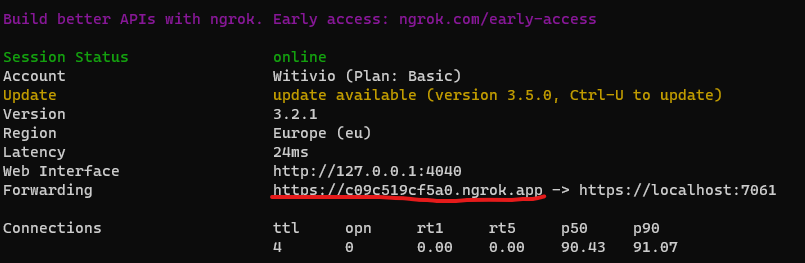 Build better APIs with ngrok. Early access: ngrok.com/early-access
Session Status online
Account Witivio (Plan: Basic)
Update update available (version 3.5.0, Ctrl-U to update)
Version 3.2.1
Region Europe (eu)
Latency 24ms
Web Interface http://127.0.0.1:4040
Forwarding https://c09c519cf5a0.ngrok.app -> https://localhost:7061
Connections ttl opn rt1 rt5 p50 p90
4 0 0.00 0.00 90.43 91.07